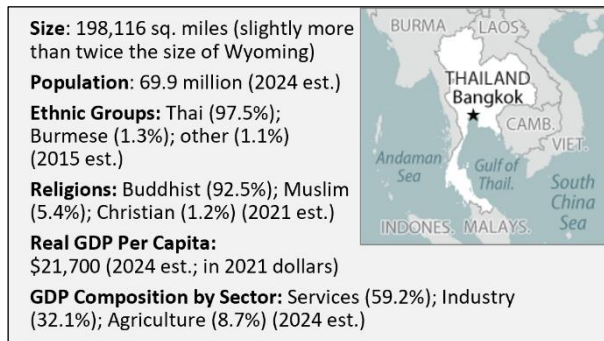 Size: 198,116 sq. miles (slightly more
than twice the size of Wyoming)
Population: 69.9 million (2024 est.)
Ethnic Groups: Thai (97.5%);
Burmese (1.3%); other (1.1%)
(2015 est.)
Religions: Buddhist (92.5%); Muslim
(5.4%); Christian (1.2%) (2021 est.)
Real GDP Per Capita:
$21,700 (2024 est.; in 2021 dollars)
GDP Composition by Sector: Services (59.2%); Industry
(32.1%); Agriculture (8.7%) (2024 est.)
BURMA
LAOS
THAILAND
Bangkok
CAMB.
VIET.
Andaman
Sea
Gulf of
Thail.
South
China
Sea
INDONES.
MALAYS.